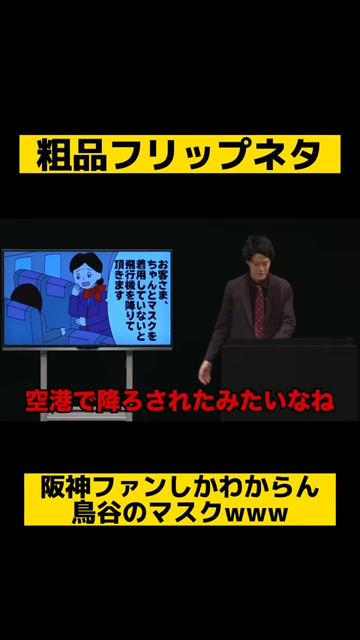 粗品フリップネタ
お客さま、
ちゃんとマスクを
着用していないと
飛行機を降りて
頂きます
空港で降ろされたみたいなね
阪神ファンしかわからん
鳥谷のマスクwww